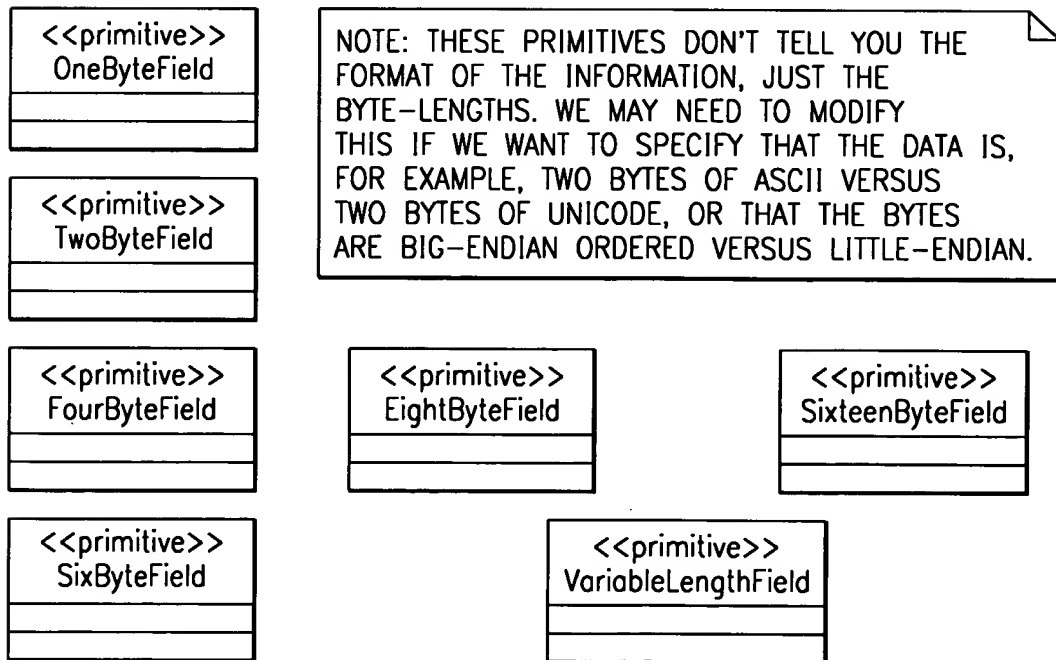 <<primitive>>
OneByteField
NOTE: THESE PRIMITIVES DON'T TELL YOU THE
FORMAT OF THE INFORMATION, JUST THE
BYTE-LENGTHS. WE MAY NEED TO MODIFY
THIS IF WE WANT TO SPECIFY THAT THE DATA IS,
FOR EXAMPLE, TWO BYTES OF ASCII VERSUS
TWO BYTES OF UNICODE, OR THAT THE BYTES
ARE BIG-ENDIAN ORDERED VERSUS LITTLE-ENDIAN.
<<primitive>>
TwoByteField
<<primitive>>
FourByteField
<<primitive>>
EightByteField
<<primitive>>
SixteenByteField
<<primitive>>
SixByteField
<<primitive>>
VariableLengthField